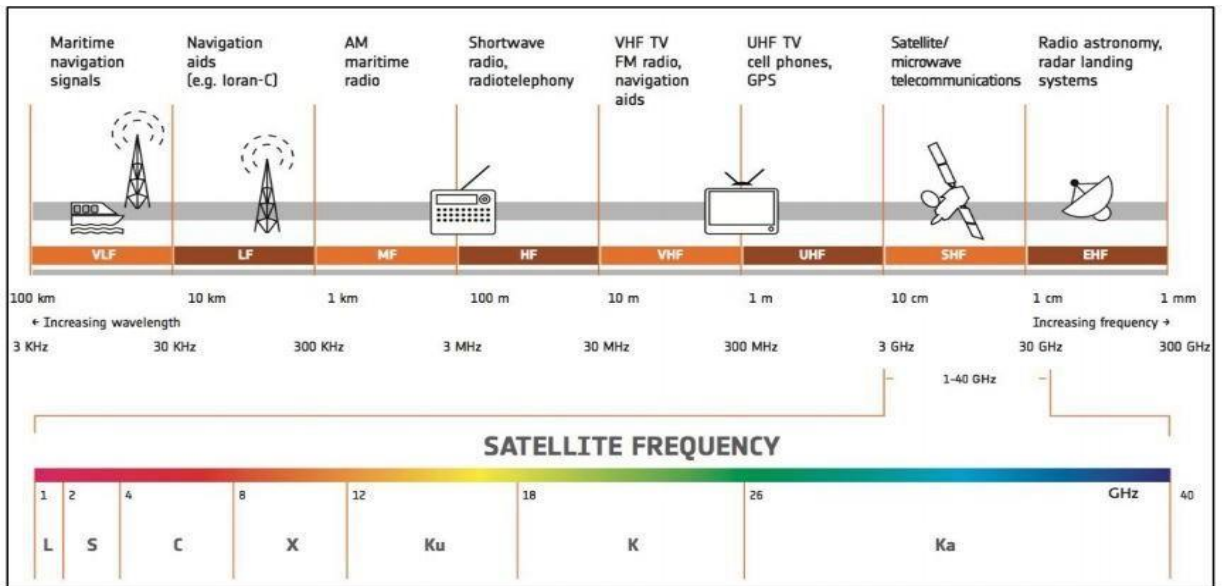 Maritime
navigation
signals
Navigation
aids
(e.g. loran-C)
AM
maritime
radio
Shortwave
radio,
radiotelephony
VHF TV
FM radio,
navigation
aids
UHF TV
cell phones,
GPS
Satellite/
microwave
telecommunications
Radio astronomy,
radar landing
systems
VLF LF MF HF VHF UHF SHF EHF
100 km 10 km 1 km 100 m 10 m 1 m 10 cm 1 cm 1 mm
← Increasing wavelength Increasing frequency →
3 KHz 30 KHz 300 KHz 3 MHz 30 MHz 300 MHz 3 GHz 30 GHz 300 GHz
1-40 GHz
SATELLITE FREQUENCY
1 2 4 8 12 18 26 GHz 40
L S C X Ku K Ka